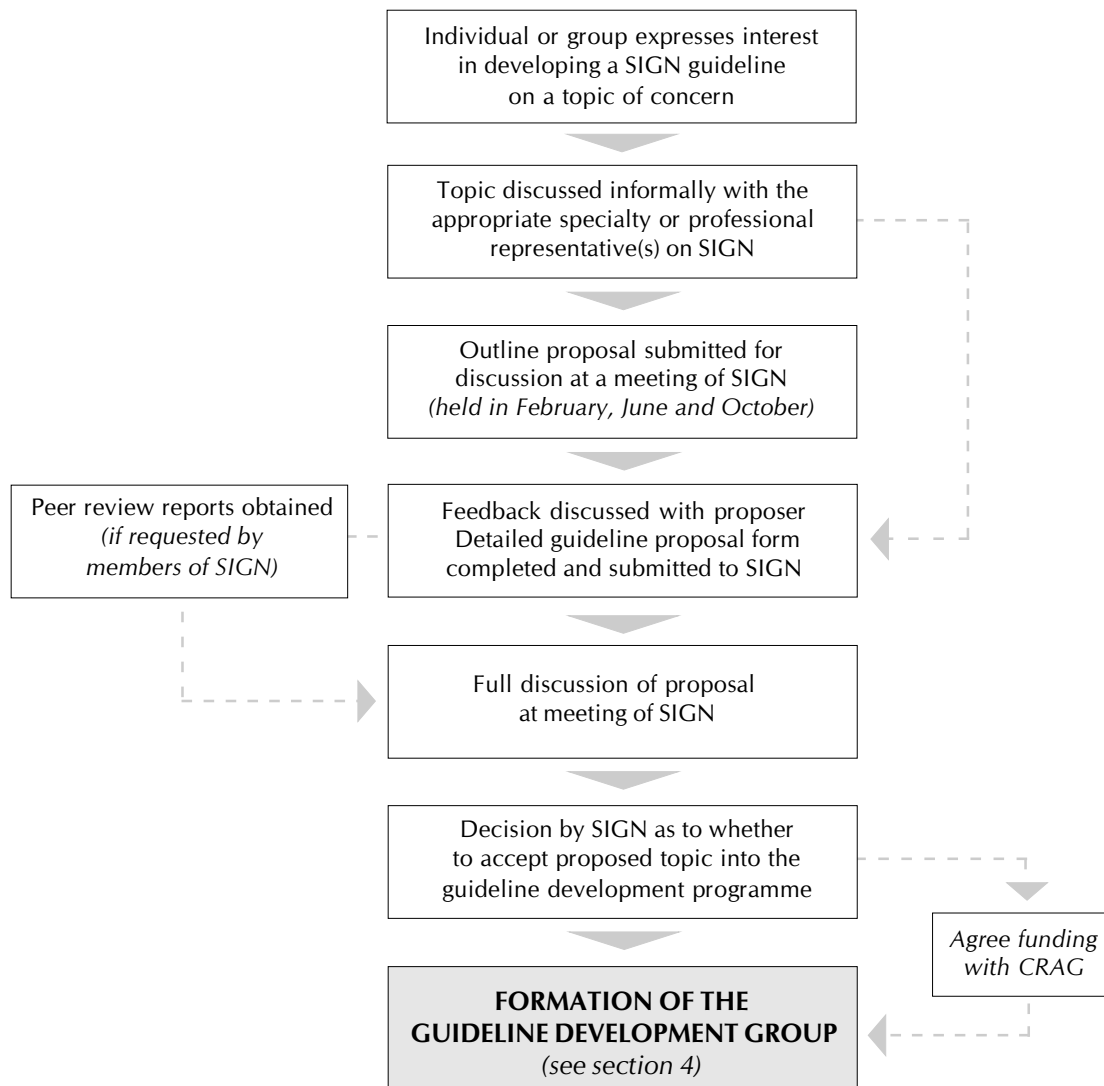 Individual or group expresses interest
in developing a SIGN guideline
on a topic of concern
Topic discussed informally with the
appropriate specialty or professional
representative(s) on SIGN
Outline proposal submitted for
discussion at a meeting of SIGN
(held in February, June and October)
Peer review reports obtained
(if requested by
members of SIGN)
Feedback discussed with proposer
Detailed guideline proposal form
completed and submitted to SIGN
Full discussion of proposal
at meeting of SIGN
Decision by SIGN as to whether
to accept proposed topic into the
guideline development programme
Agree funding
with CRAG
FORMATION OF THE
GUIDELINE DEVELOPMENT GROUP
(see section 4)